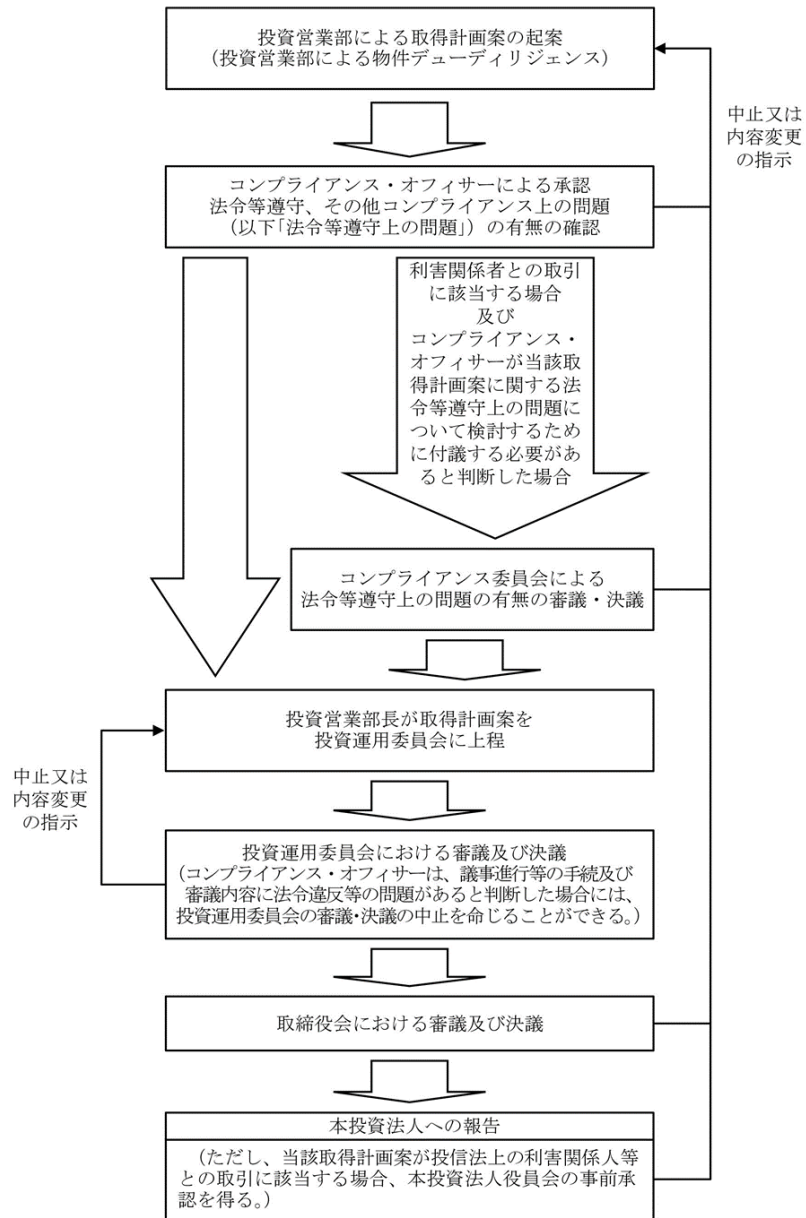 投資営業部による取得計画案の起案
（投資営業部による物件デューディリジェンス）
中止又は
内容変更
の指示
コンプライアンス・オフィサーによる承認
法令等遵守、その他コンプライアンス上の問題
（以下「法令等遵守上の問題」）の有無の確認
利害関係者との取引
に該当する場合
及び
コンプライアンス・
オフィサーが当該取
得計画案に関する法
令等遵守上の問題に
ついて検討するため
に付議する必要があ
ると判断した場合
コンプライアンス委員会による
法令等遵守上の問題の有無の審議・決議
投資営業部長が取得計画案を
投資運用委員会に上程
中止又は
内容変更
の指示
投資運用委員会における審議及び決議
（コンプライアンス・オフィサーは、議事進行等の手続及び
審議内容に法令違反等の問題があると判断した場合には、
投資運用委員会の審議・決議の中止を命じることができる。）
取締役会における審議及び決議
本投資法人への報告
（ただし、当該取得計画案が投信法上の利害関係人等
との取引に該当する場合、本投資法人役員会の事前承
認を得る。）